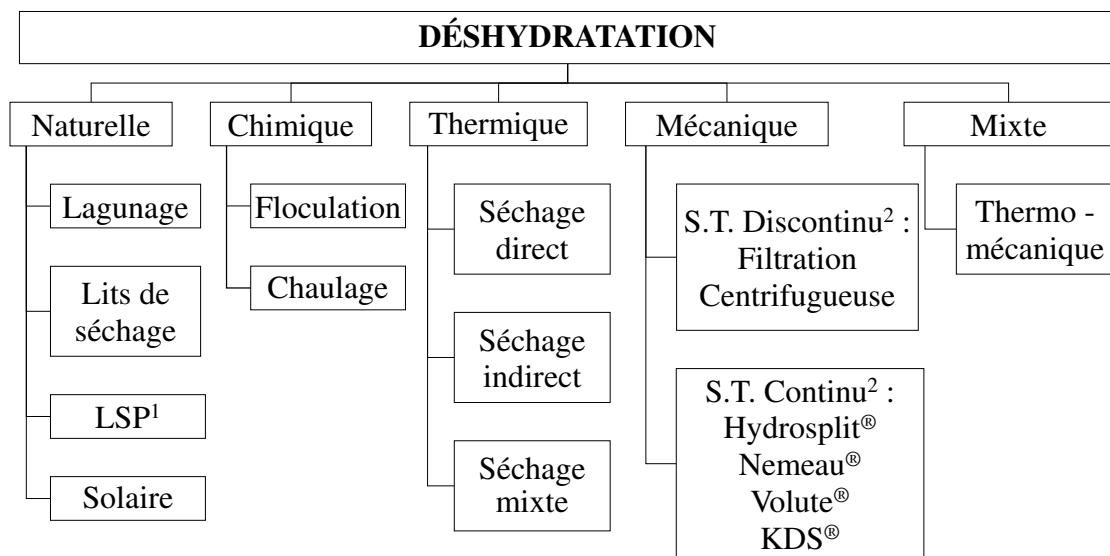 DÉSHYDRATATION
Naturelle
Lagunage
Lits de
séchage
LSP¹
Solaire
Chimique
Floculation
Chaulage
Thermique
Séchage
direct
Séchage
indirect
Séchage
mixte
Mécanique
S.T. Discontinu² :
Filtration
Centrifugueuse
S.T. Continu² :
Hydrosplit®
Nemeau®
Volute®
KDS®
Mixte
Thermo -
mécanique